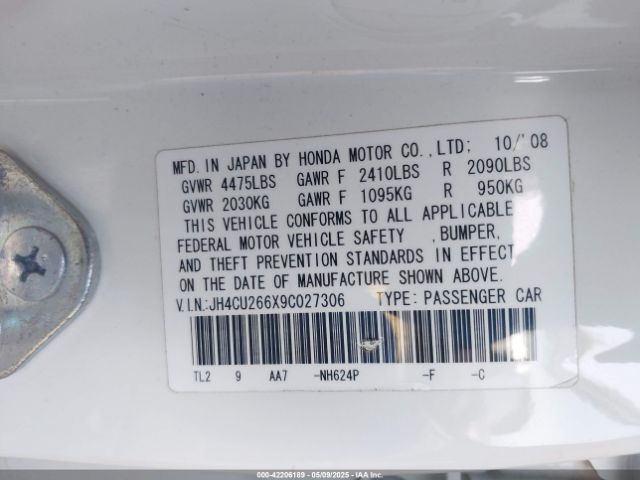 MFD. IN JAPAN BY HONDA MOTOR CO., LTD; 10/'08
GVWR 4475LBS GAWR F 2410LBS R 2090LBS
GVWR 2030KG GAWR F 1095KG R 950KG
THIS VEHICLE CONFORMS TO ALL APPLICABLE
FEDERAL MOTOR VEHICLE SAFETY , BUMPER,
AND THEFT PREVENTION STANDARDS IN EFFECT
ON THE DATE OF MANUFACTURE SHOWN ABOVE.
V.I.N.:JH4CU266X9C027306 TYPE: PASSENGER CAR
TL2 9 AA7 -NH624P -F -C
000-42206189 - 05/09/2025 - IAA Inc.